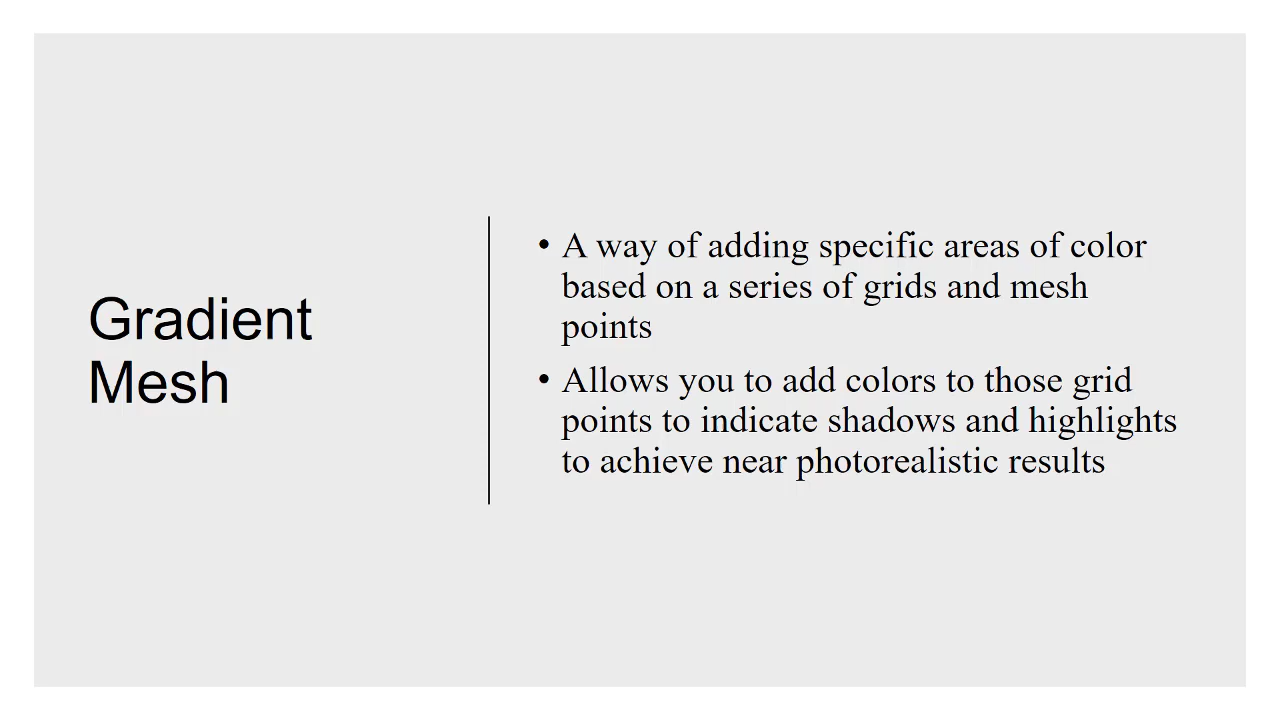 Gradient
Mesh
• A way of adding specific areas of color
based on a series of grids and mesh
points
• Allows you to add colors to those grid
points to indicate shadows and highlights
to achieve near photorealistic results